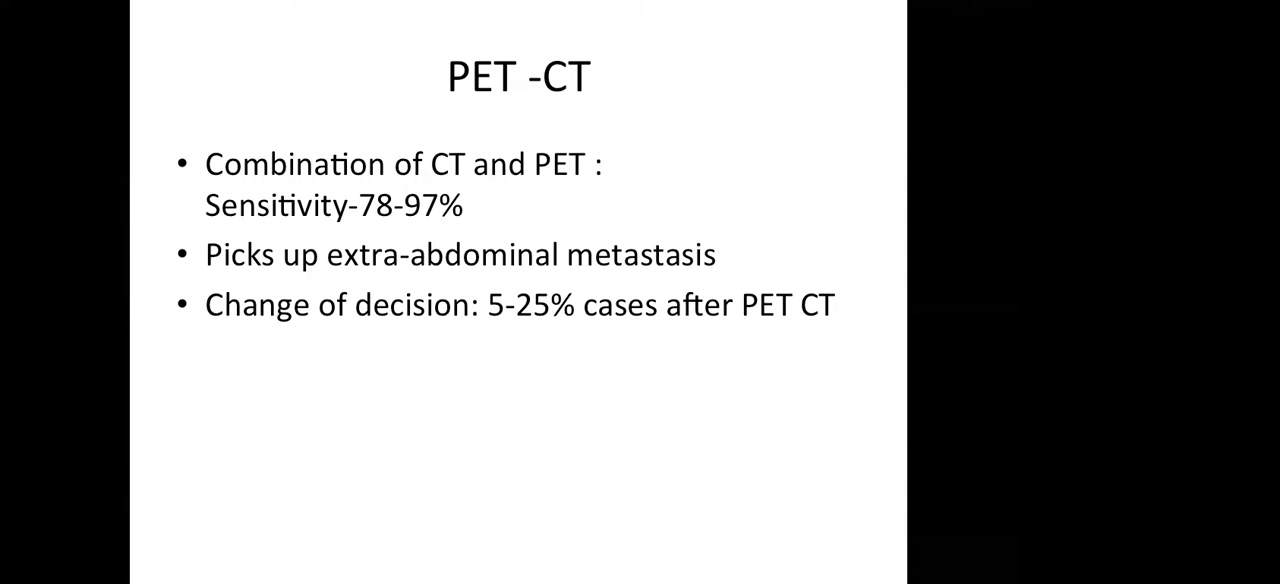 PET -CT
• Combination of CT and PET :
Sensitivity-78-97%
• Picks up extra-abdominal metastasis
• Change of decision: 5-25% cases after PET CT